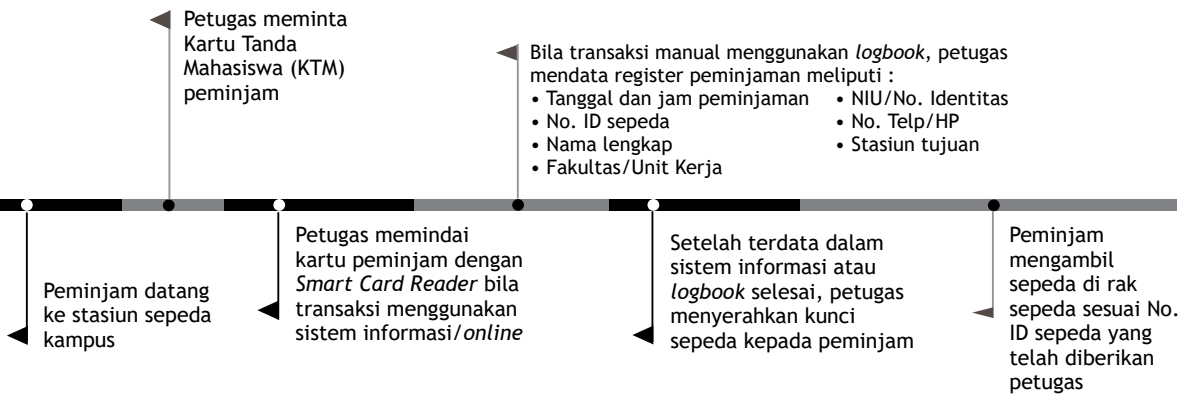 Petugas meminta
Kartu Tanda
Mahasiswa (KTM)
peminjam
Bila transaksi manual menggunakan logbook, petugas
mendata register peminjaman meliputi :
• Tanggal dan jam peminjaman
• No. ID sepeda
• Nama lengkap
• Fakultas/Unit Kerja
• NIU/No. Identitas
• No. Telp/HP
• Stasiun tujuan
Peminjam datang
ke stasiun sepeda
kampus
Petugas memindai
kartu peminjam dengan
Smart Card Reader bila
transaksi menggunakan
sistem informasi/online
Setelah terdata dalam
sistem informasi atau
logbook selesai, petugas
menyerahkan kunci
sepeda kepada peminjam
Peminjam
mengambil
sepeda di rak
sepeda sesuai No.
ID sepeda yang
telah diberikan
petugas